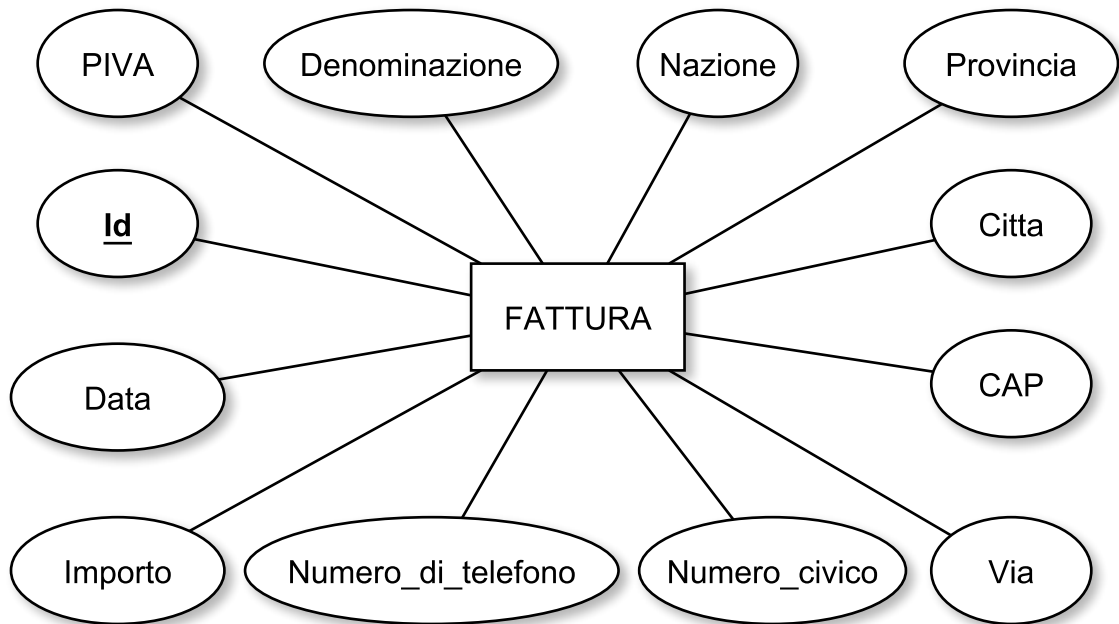 PIVA
Denominazione
Nazione
Provincia
Id
Citta
FATTURA
Data
CAP
Importo
Numero_di_telefono
Numero_civico
Via